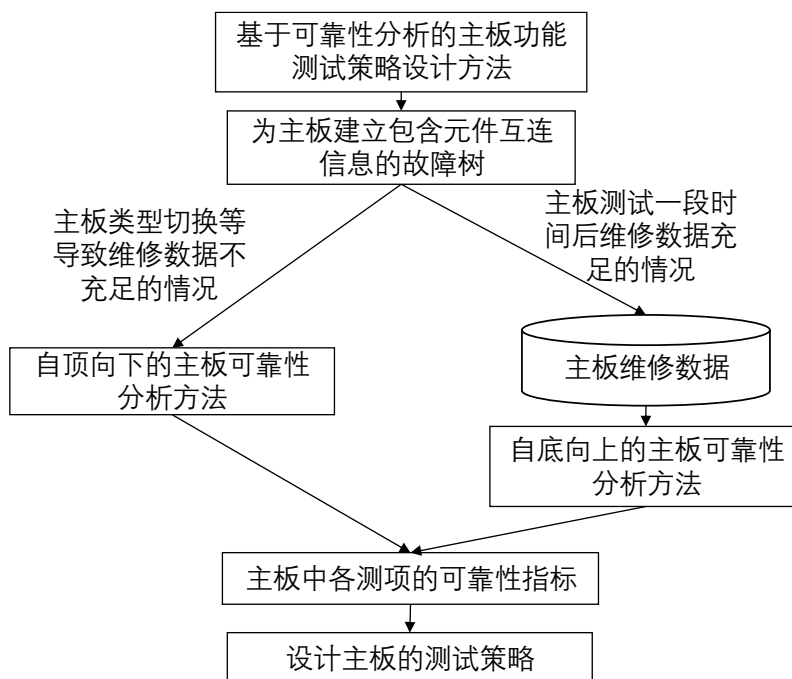 基于可靠性分析的主板功能
测试策略设计方法
为主板建立包含元件互连
信息的故障树
主板类型切换等
导致维修数据不
充足的情况
主板测试一段时
间后维修数据充
足的情况
主板维修数据
自顶向下的主板可靠性
分析方法
自底向上的主板可靠性
分析方法
主板中各测项的可靠性指标
设计主板的测试策略